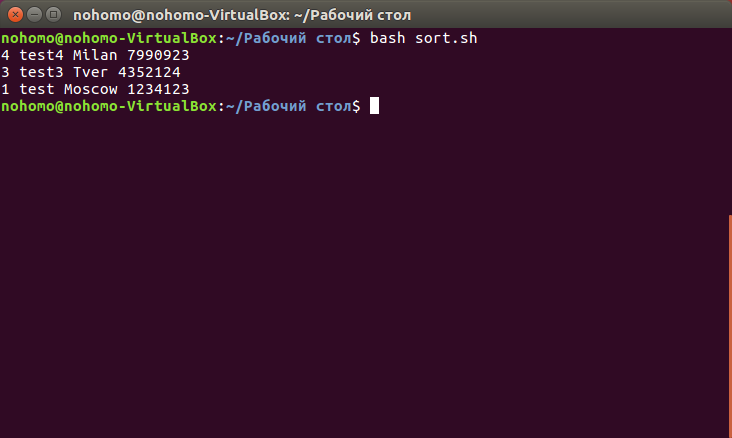 nohomo@nohomo-VirtualBox: ~/Рабочий стол
nohomo@nohomo-VirtualBox:~/Рабочий стол$ bash sort.sh
4 test4 Milan 7990923
3 test3 Tver 4352124
1 test Moscow 1234123
nohomo@nohomo-VirtualBox:~/Рабочий стол$